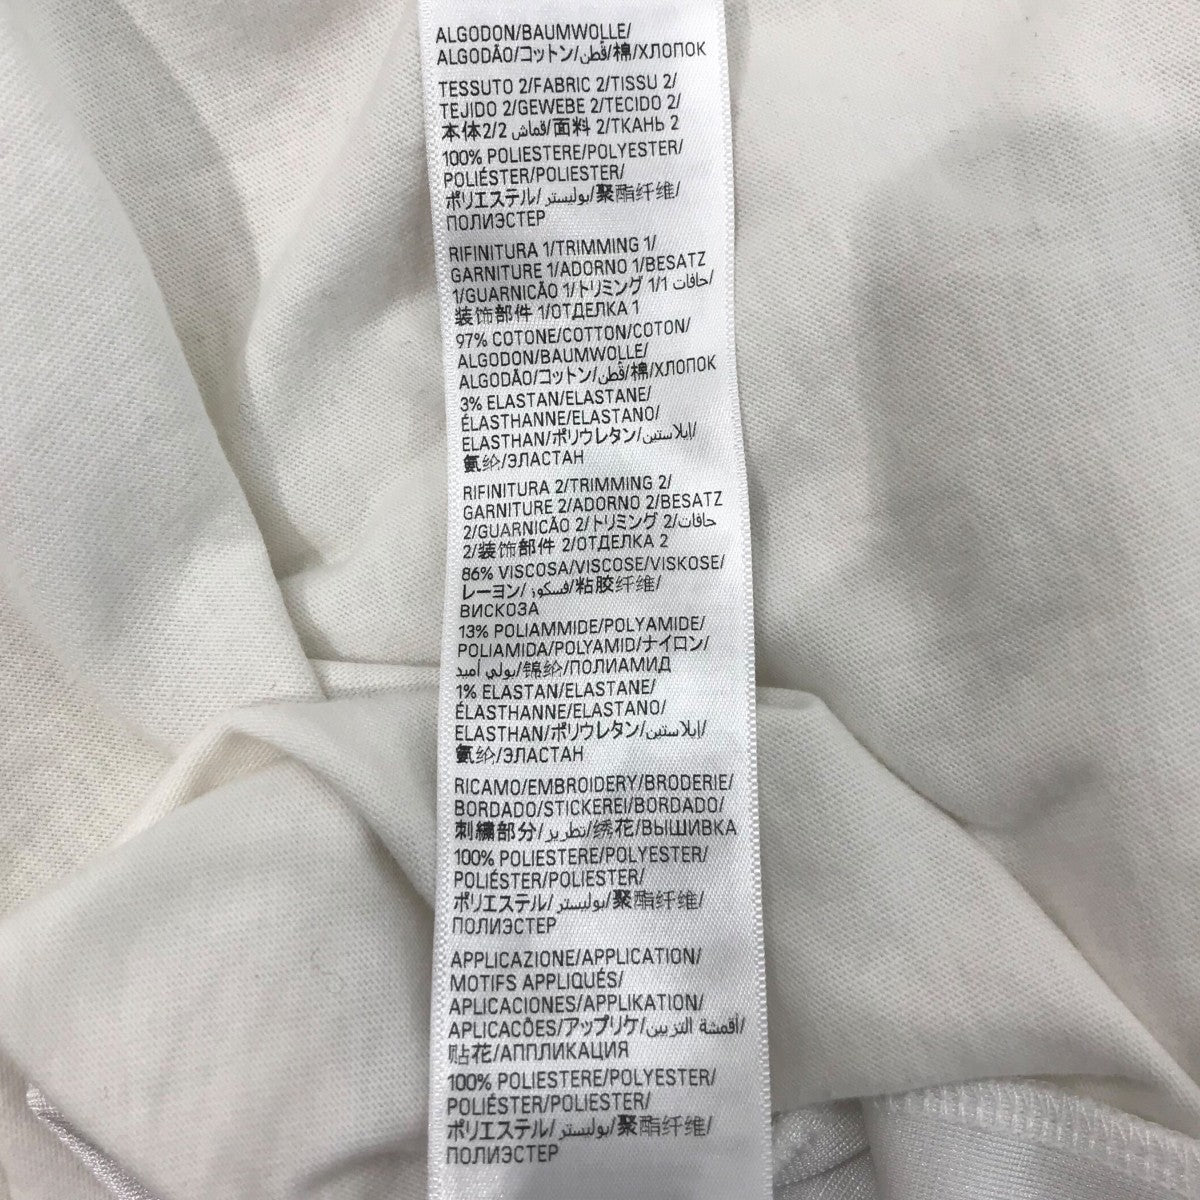 ALGODON/BAUMWOLLE/
ALGODÃO/コットン/قطن/棉/ХЛОПОК
TESSUTO 2/FABRIC 2/TISSU 2/
TEJIDO 2/GEWEBE 2/TECIDO 2/
本体2/2 قماش/面料 2/ТКАНЬ 2
100% POLIESTERE/POLYESTER/
POLIÉSTER/POLIESTER/
ポリエステル/بوليستر/聚酯纤维/
ПОЛИЭСТЕР
RIFINITURA 1/TRIMMING 1/
GARNITURE 1/ADORNO 1/BESATZ
1/GUARNICÃO 1/トリミング 1/1 حافات/
装饰部件 1/ОТДЕЛКА 1
97% COTONE/COTTON/COTON/
ALGODON/BAUMWOLLE/
ALGODÃO/コットン/قطن/棉/ХЛОПОК
3% ELASTAN/ELASTANE/
ÉLASTHANNE/ELASTANO/
ELASTHAN/ポリウレタン/إيلاستين/
氨纶/ЭЛАСТАН
RIFINITURA 2/TRIMMING 2/
GARNITURE 2/ADORNO 2/BESATZ
2/GUARNICÃO 2/トリミング 2/حافات
2/装饰部件 2/ОТДЕЛКА 2
86% VISCOSA/VISCOSE/VISKOSE/
レーヨン/فسكوز/粘胶纤维/
ВИСКОЗА
13% POLIAMMIDE/POLYAMIDE/
POLIAMIDA/POLYAMID/ナイロン/
بولي أميد/锦纶/ПОЛИАМИД
1% ELASTAN/ELASTANE/
ÉLASTHANNE/ELASTANO/
ELASTHAN/ポリウレタン/إيلاستين/
氨纶/ЭЛАСТАН
RICAMO/EMBROIDERY/BRODERIE/
BORDADO/STICKEREI/BORDADO/
刺繍部分/تطريز/绣花/ВЫШИВКА
100% POLIESTERE/POLYESTER/
POLIÉSTER/POLIESTER/
ポリエステル/بوليستر/聚酯纤维/
ПОЛИЭСТЕР
APPLICAZIONE/APPLICATION/
MOTIFS APPLIQUÉS/
APLICACIONES/APPLIKATION/
APLICACÕES/アップリケ/أقمشة التزيين/
贴花/АППЛИКАЦИЯ
100% POLIESTERE/POLYESTER/
POLIÉSTER/POLIESTER/
ポリエステル/بوليستر/聚酯纤维/
ПОЛИЭСТЕР